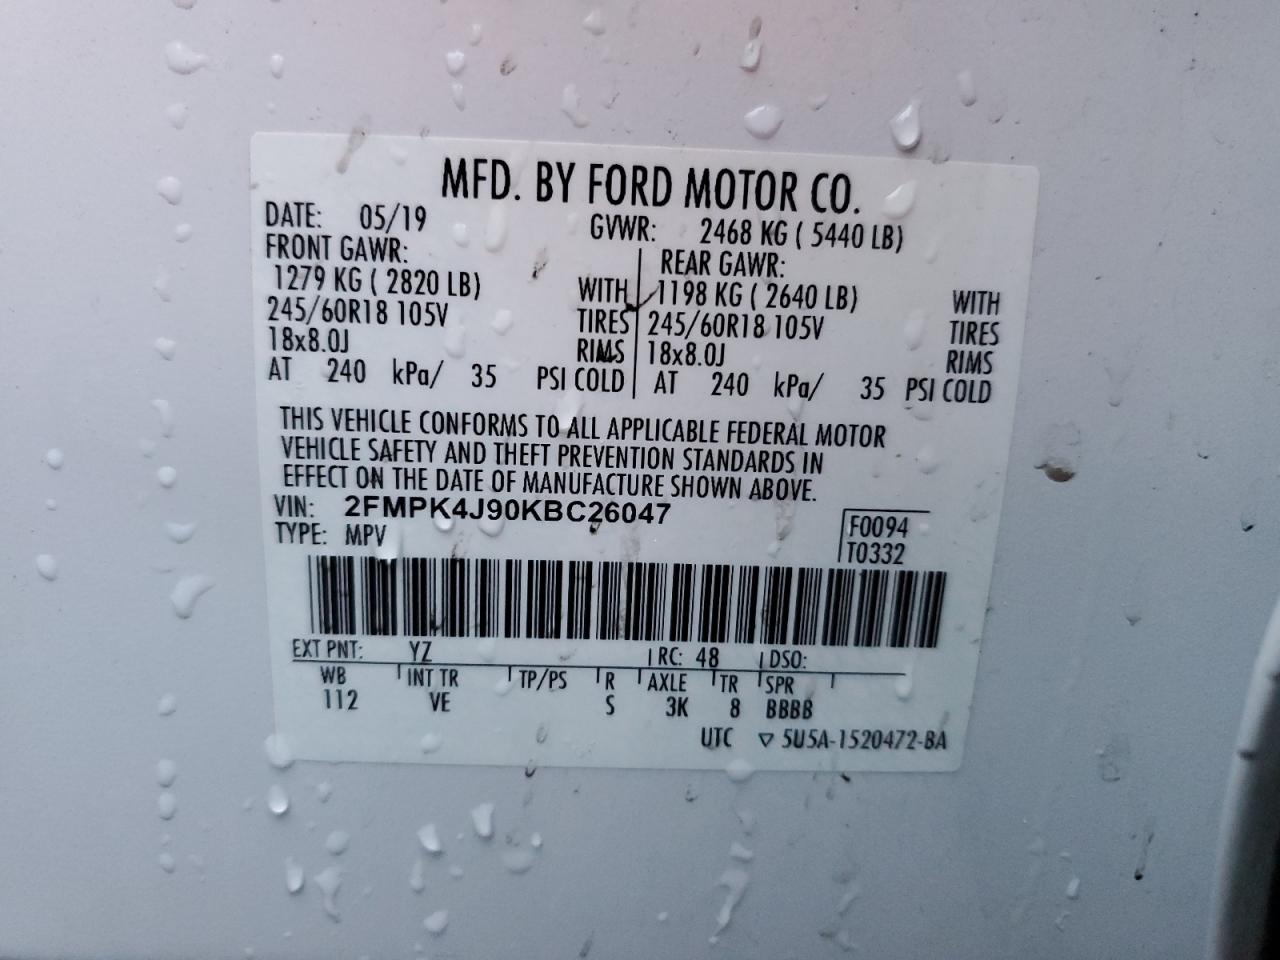 MFD. BY FORD MOTOR CO.
DATE: 05/19 GVWR: 2468 KG ( 5440 LB)
FRONT GAWR: REAR GAWR:
1279 KG ( 2820 LB) WITH 1198 KG ( 2640 LB) WITH
245/60R18 105V TIRES 245/60R18 105V TIRES
18x8.0J RIMS 18x8.0J RIMS
AT 240 kPa/ 35 PSI COLD AT 240 kPa/ 35 PSI COLD
THIS VEHICLE CONFORMS TO ALL APPLICABLE FEDERAL MOTOR
VEHICLE SAFETY AND THEFT PREVENTION STANDARDS IN
EFFECT ON THE DATE OF MANUFACTURE SHOWN ABOVE.
VIN: 2FMPK4J90KBC26047
TYPE: MPV
F0094
T0332
EXT PNT: YZ RC: 48 DSO:
WB INT TR TP/PS R AXLE TR SPR
112 VE S 3K 8 BBBB
UTC ▽ 5U5A-1520472-BA